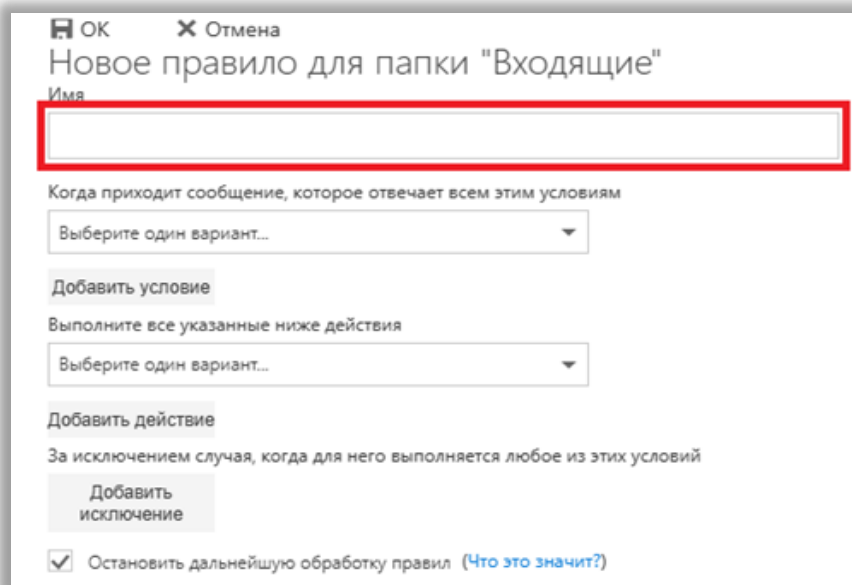 ОК Отмена
Новое правило для папки "Входящие"
Имя
Когда приходит сообщение, которое отвечает всем этим условиям
Выберите один вариант...
Добавить условие
Выполните все указанные ниже действия
Выберите один вариант...
Добавить действие
За исключением случая, когда для него выполняется любое из этих условий
Добавить
исключение
Остановить дальнейшую обработку правил (Что это значит?)